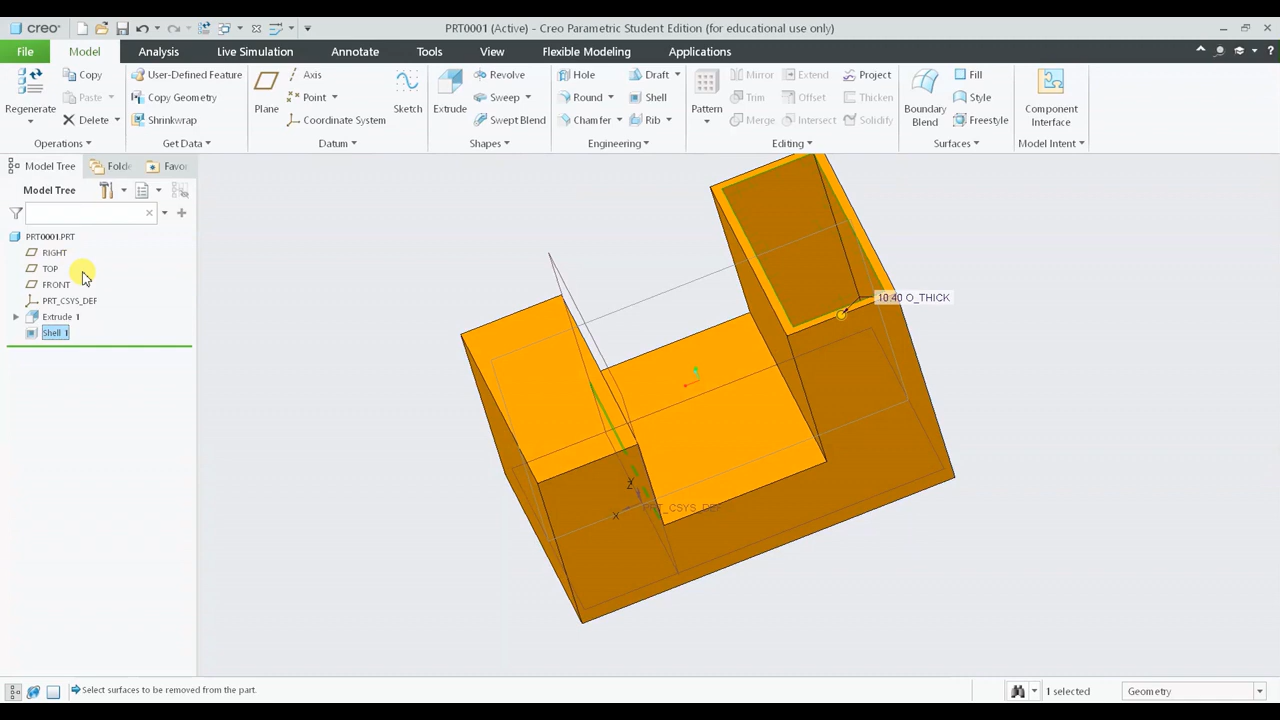 creo PRT0001 (Active) - Creo Parametric Student Edition (for educational use only)
File Model Analysis Live Simulation Annotate Tools View Flexible Modeling Applications
Regenerate Copy Paste Delete User-Defined Feature Copy Geometry Shrinkwrap Plane Axis Point Coordinate System Sketch Extrude Revolve Sweep Swept Blend Hole Round Chamfer Draft Shell Rib Pattern Mirror Trim Merge Extend Offset Intersect Project Thicken Solidify Boundary Blend Fill Style Freestyle Component Interface
Operations Get Data Datum Shapes Engineering Editing Surfaces Model Intent
Model Tree Folde Favor
Model Tree
PRT0001.PRT
RIGHT
TOP
FRONT
PRT_CSYS_DEF
Extrude 1
Shell 1
10.40 O_THICK
Z
Y
X
PRT_CSYS_DEF
Select surfaces to be removed from the part.
1 selected
Geometry